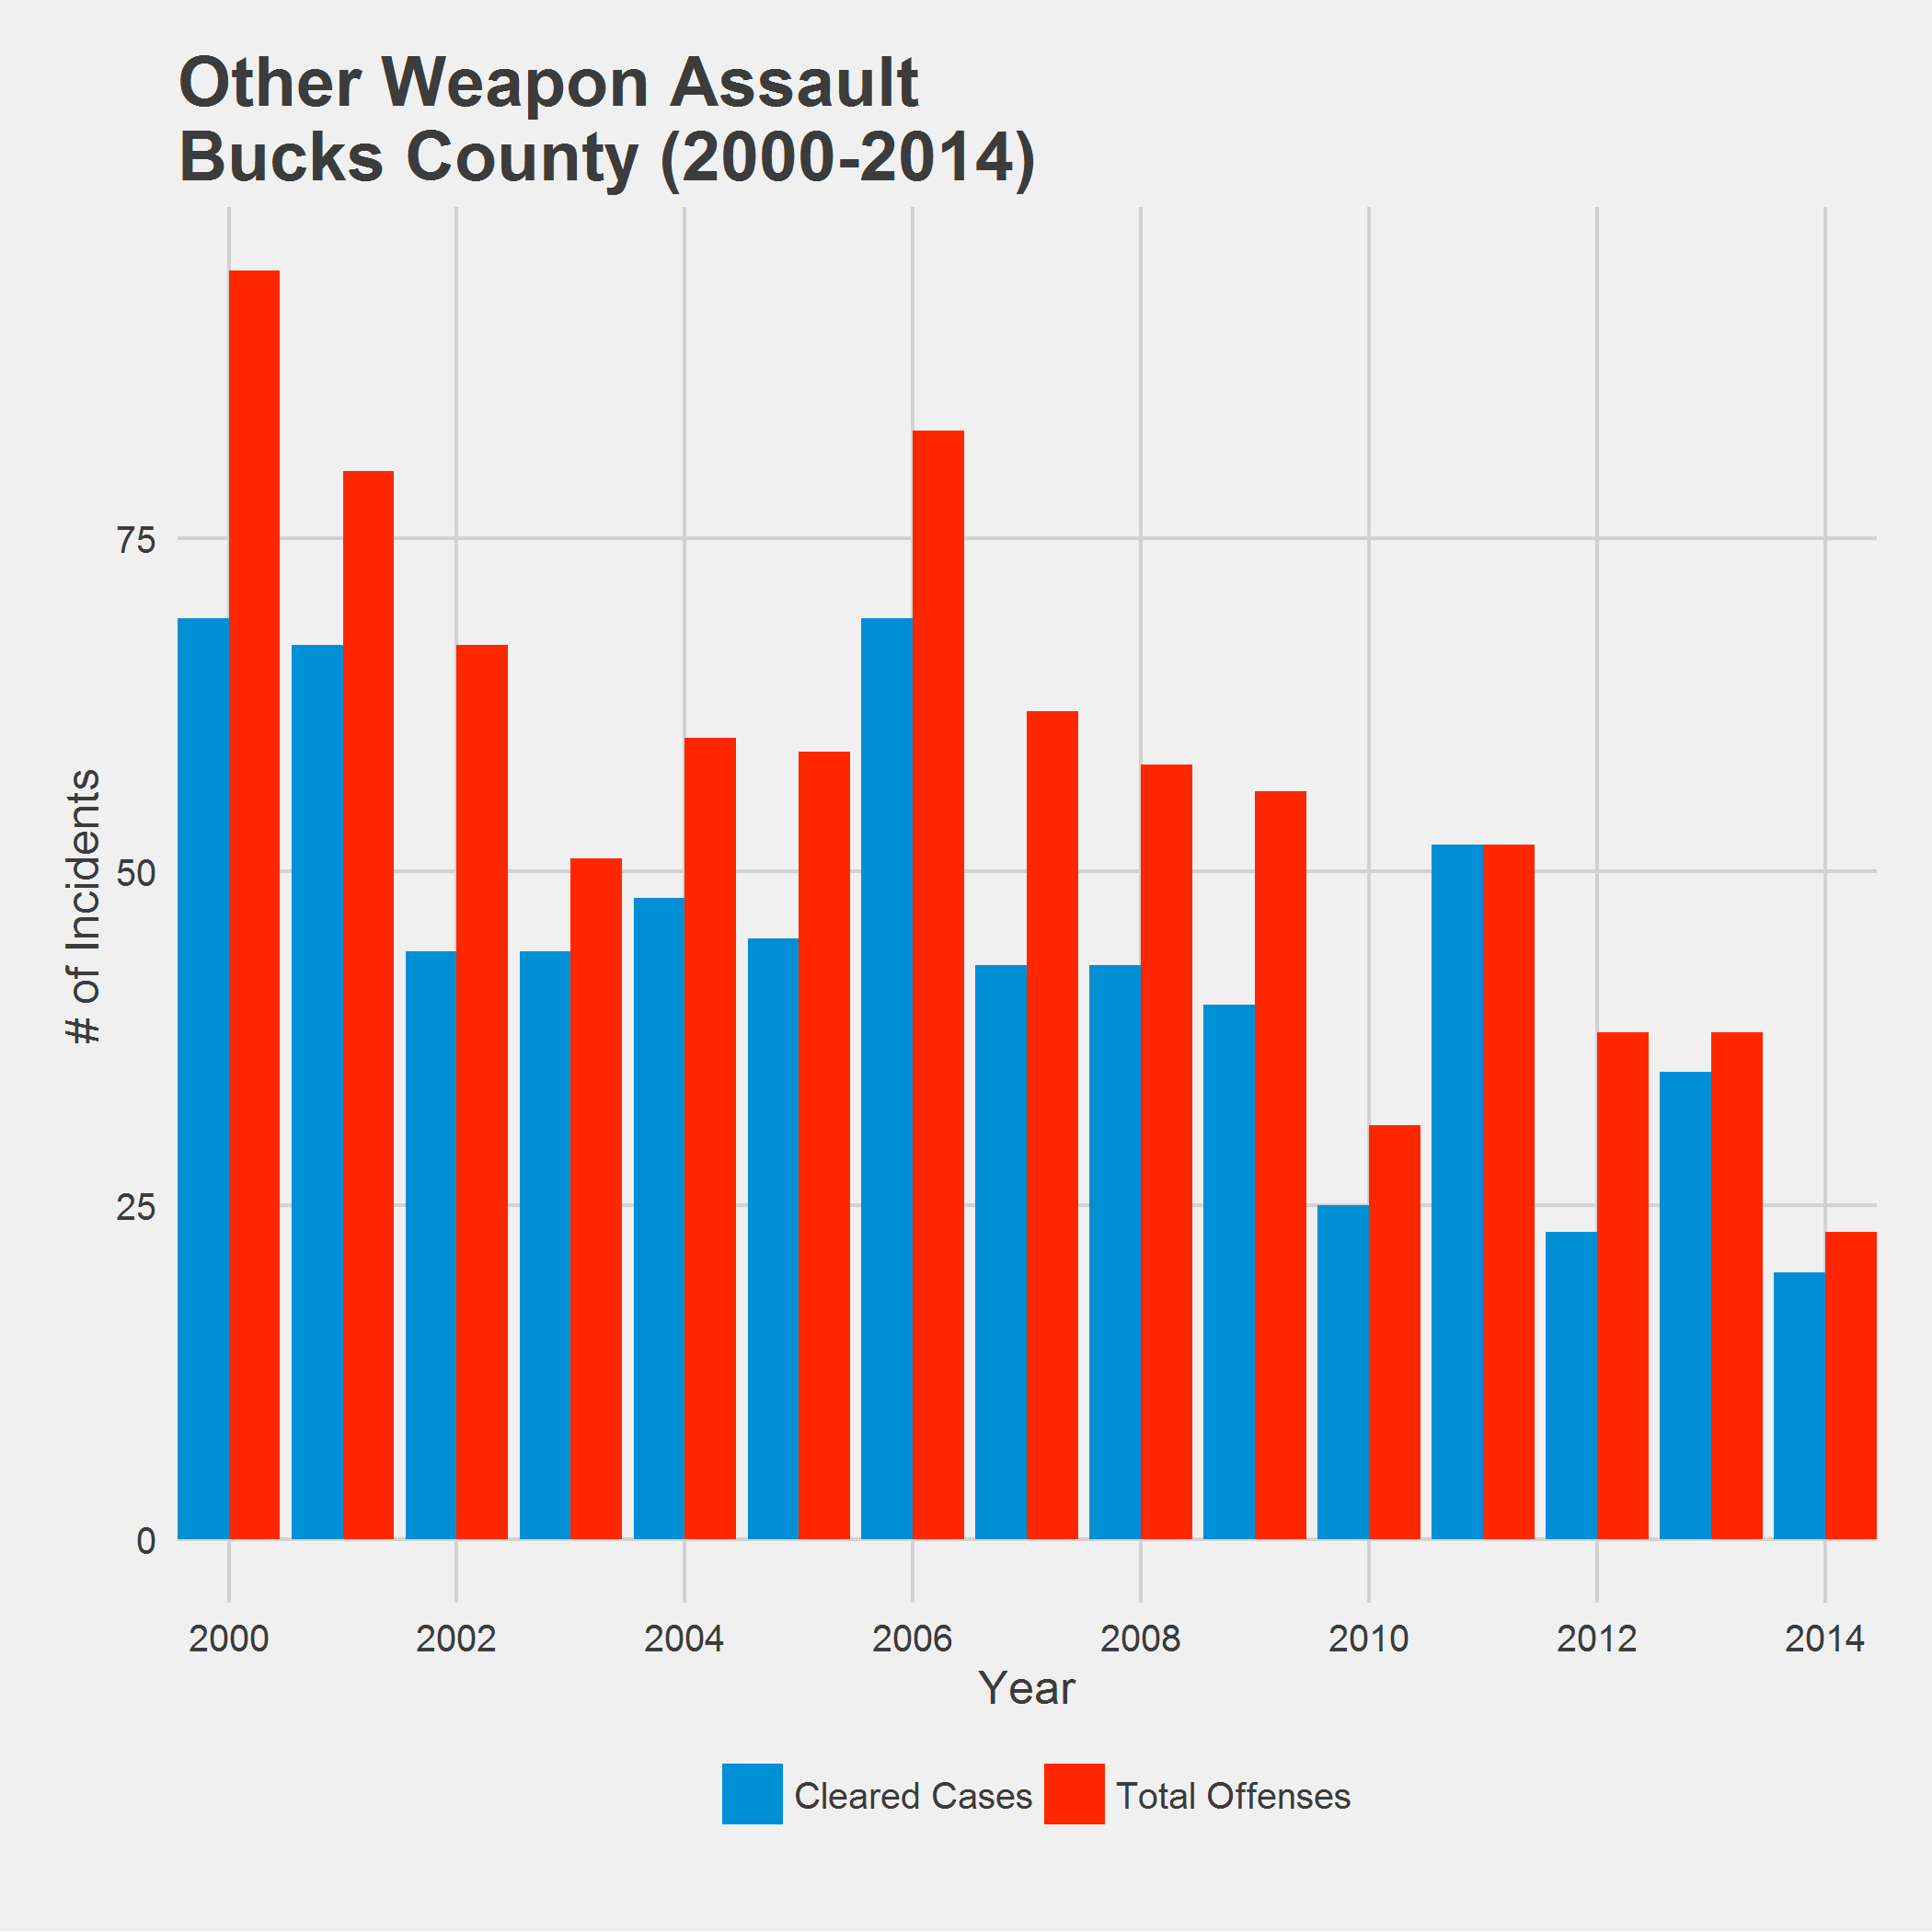 Other Weapon Assault
Bucks County (2000-2014)
# of Incidents
75
50
25
0
2000 2002 2004 2006 2008 2010 2012 2014
Year
Cleared Cases Total Offenses